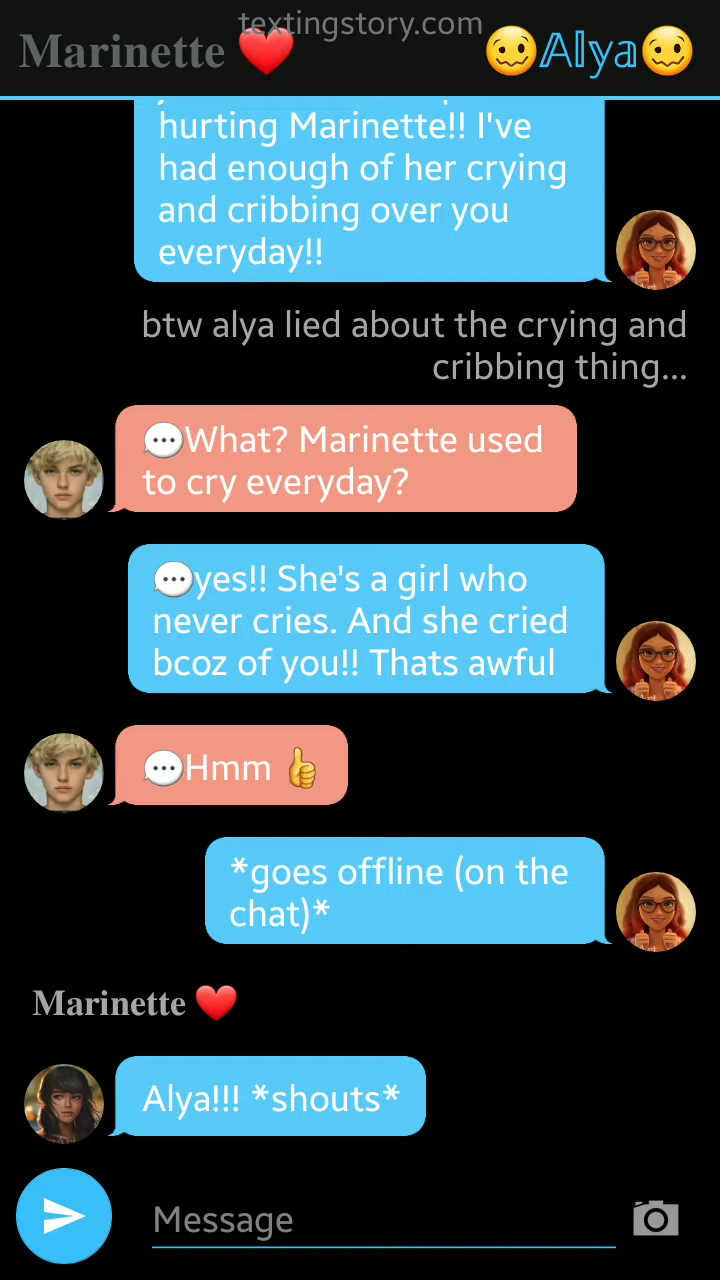 textingstory.com
Marinette ❤️
🥴Alya🥴
hurting Marinette!! I've
had enough of her crying
and cribbing over you
everyday!!
btw alya lied about the crying and
cribbing thing...
💬What? Marinette used
to cry everyday?
💬yes!! She's a girl who
never cries. And she cried
bcoz of you!! Thats awful
💬Hmm 👍
*goes offline (on the
chat)*
Marinette ❤️
Alya!!! *shouts*
Message